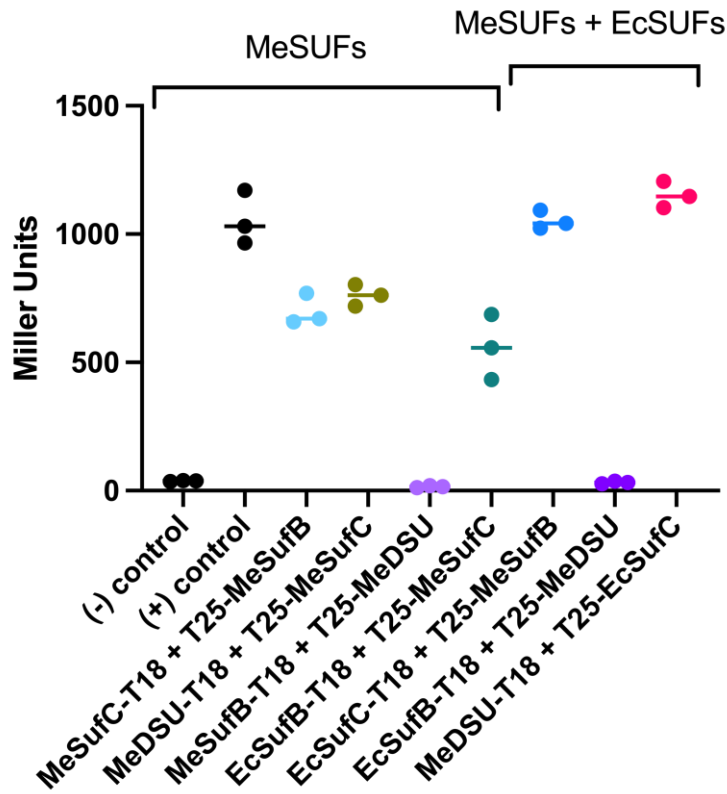 MeSUFs
MeSUFs + EcSUFs
Miller Units
1500
1000
500
0
(-) control
(+) control
MeSufC-T18 + T25-MeSufB
MeDSU-T18 + T25-MeSufC
MeSufB-T18 + T25-MeDSU
EcSufB-T18 + T25-MeSufC
EcSufC-T18 + T25-MeSufB
EcSufB-T18 + T25-MeDSU
MeDSU-T18 + T25-EcSufC